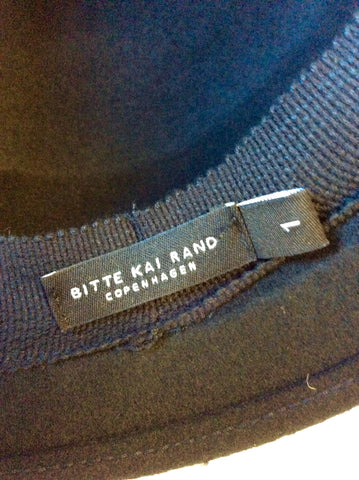 BITTE KAI RAND
COPENHAGEN
1